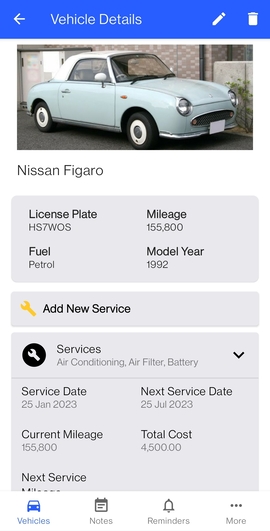 Vehicle Details
Nissan Figaro
License Plate Mileage
HS7WOS 155,800
Fuel Model Year
Petrol 1992
Add New Service
Services
Air Conditioning, Air Filter, Battery
Service Date Next Service Date
25 Jan 2023 25 Jul 2023
Current Mileage Total Cost
155,800 4,500.00
Next Service
Mileage
Vehicles Notes Reminders More